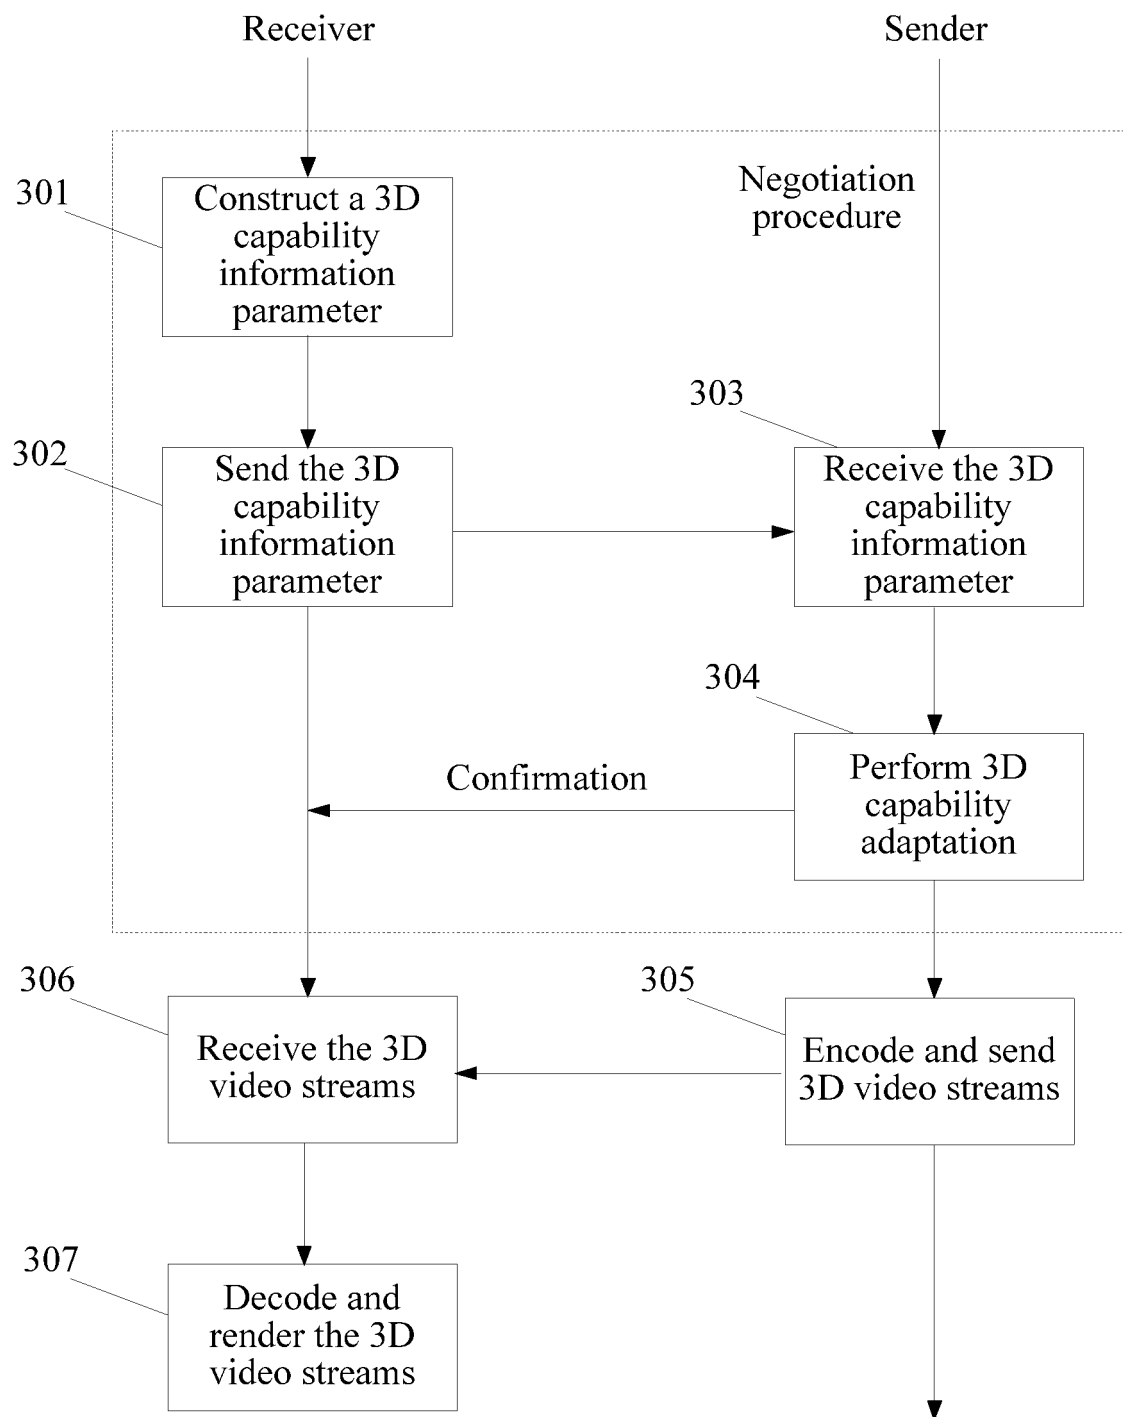 Receiver
Sender
301
Construct a 3D
capability
information
parameter
Negotiation
procedure
302
Send the 3D
capability
information
parameter
303
Receive the 3D
capability
information
parameter
304
Perform 3D
capability
adaptation
Confirmation
306
Receive the 3D
video streams
305
Encode and send
3D video streams
307
Decode and
render the 3D
video streams